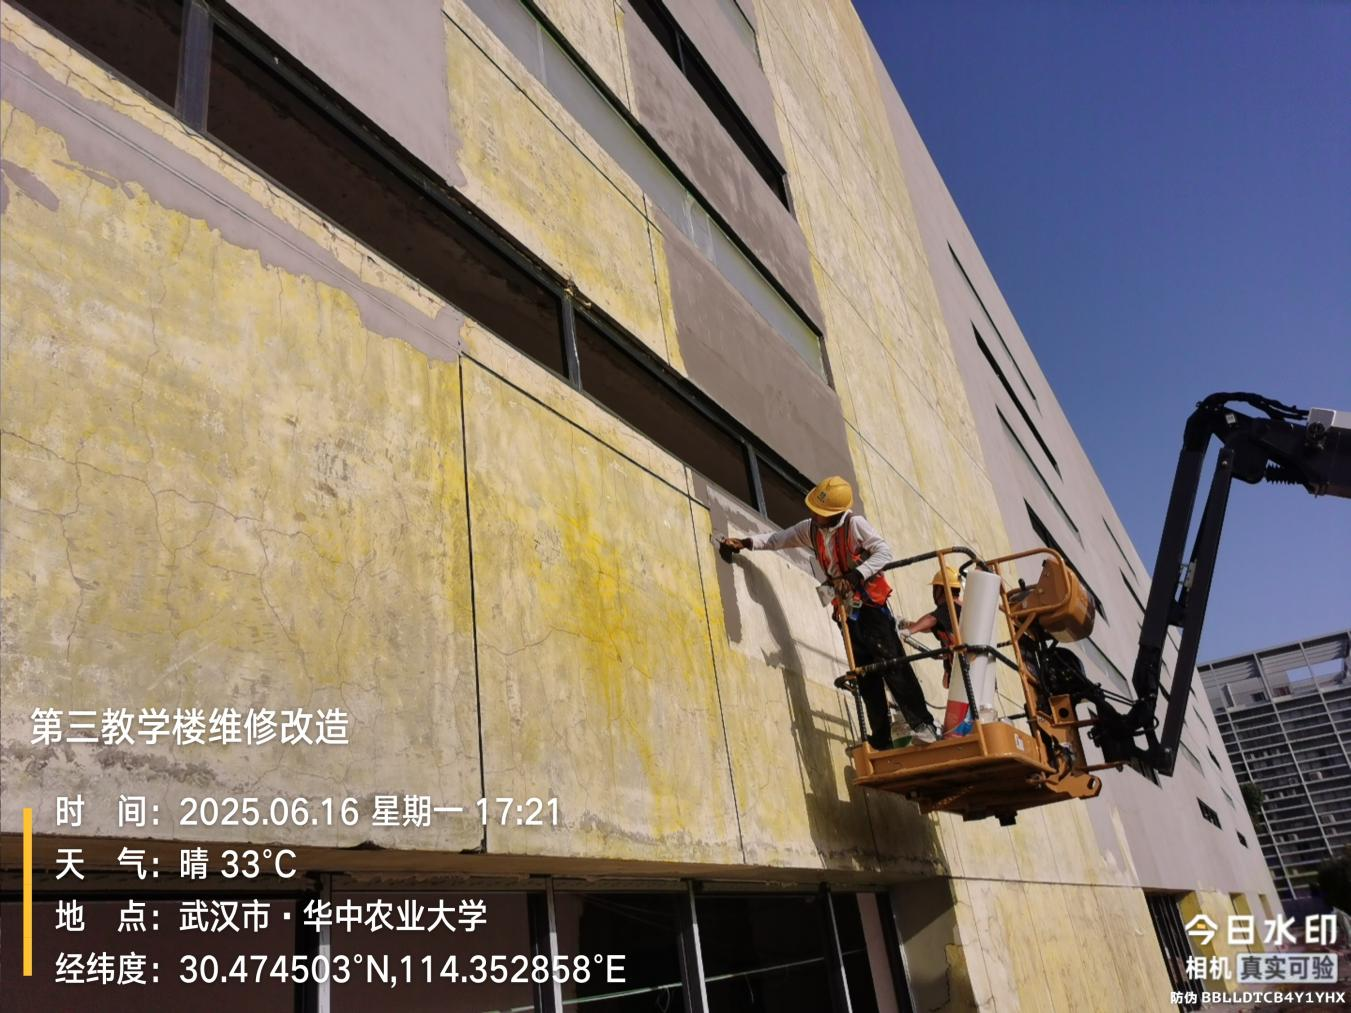 第三教学楼维修改造
时 间：2025.06.16 星期一 17:21
天 气：晴 33°C
地 点：武汉市·华中农业大学
经纬度：30.474503°N,114.352858°E
今日水印
相机 真实可验
防伪 BBLLDTCB4Y1YHX